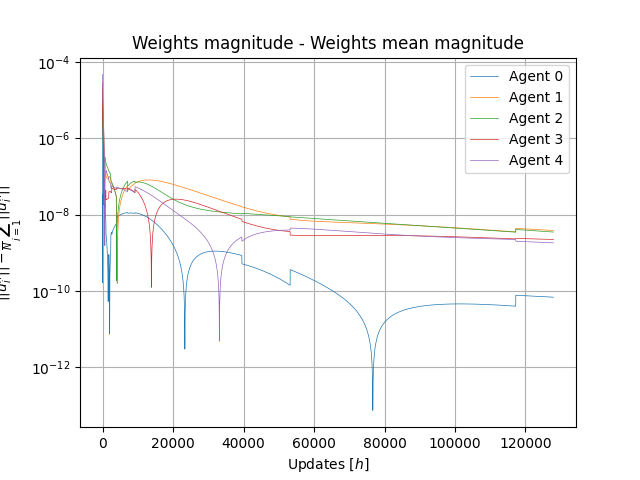 Weights magnitude - Weights mean magnitude
10⁻⁴
10⁻⁶
10⁻⁸
10⁻¹⁰
10⁻¹²
0
20000
40000
60000
80000
100000
120000
Updates [h]
Agent 0
Agent 1
Agent 2
Agent 3
Agent 4